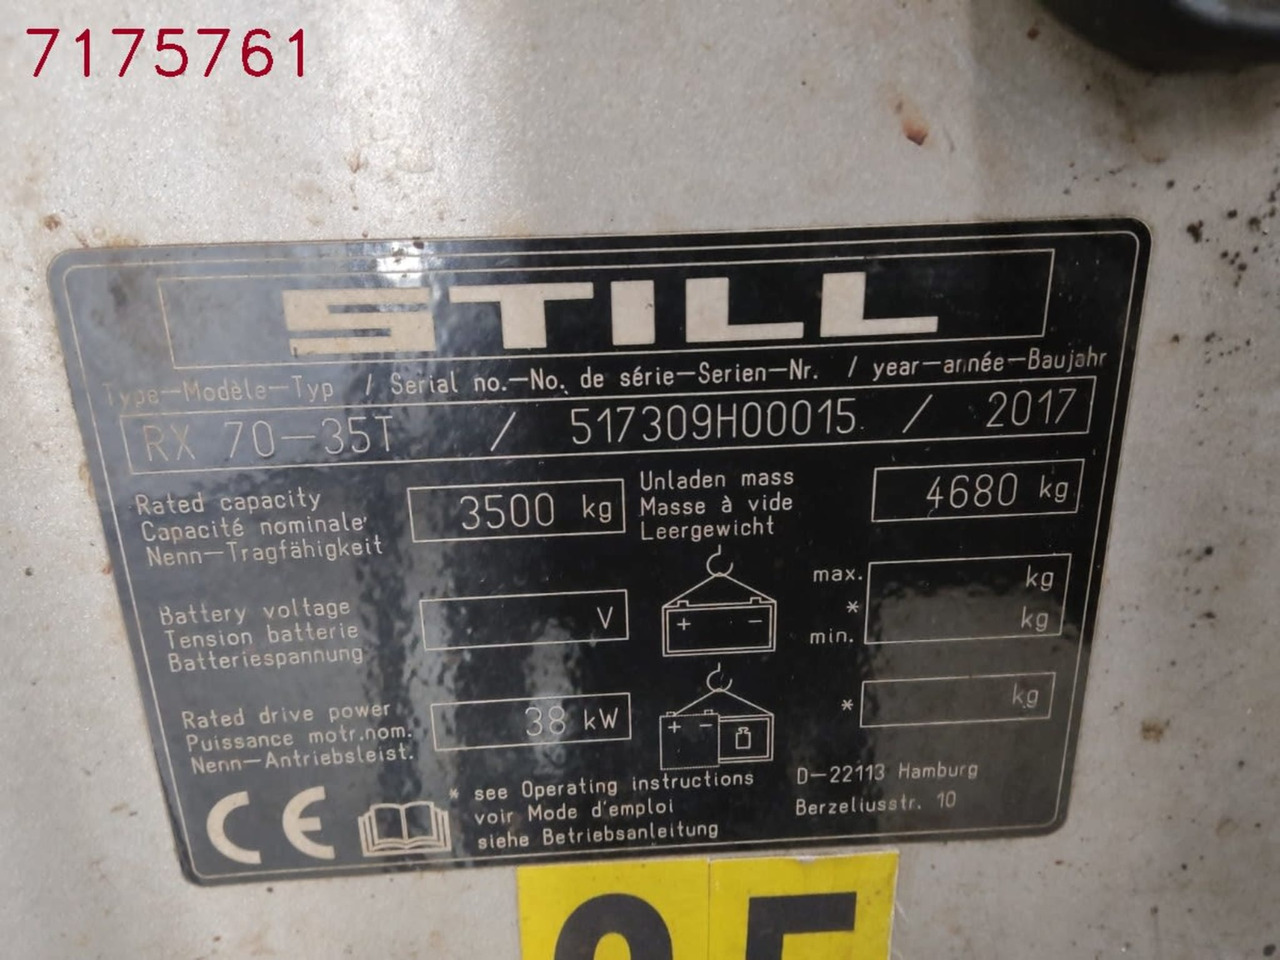 7175761
STILL
Type-Modèle-Typ / Serial no.-No. de série-Serien-Nr. / year-année-Baujahr
RX 70-35T / 517309H00015 / 2017
Rated capacity
Capacité nominale
Nenn-Tragfähigkeit
3500 kg
Unladen mass
Masse à vide
Leergewicht
4680 kg
Battery voltage
Tension batterie
Batteriespannung
V
+ −
max. kg
* kg
min.
Rated drive power
Puissance motr.nom.
Nenn-Antriebsleist.
38 kW
+ −
* kg
CE
* see Operating instructions
voir Mode d'emploi
siehe Betriebsanleitung
D-22113 Hamburg
Berzeliusstr. 10